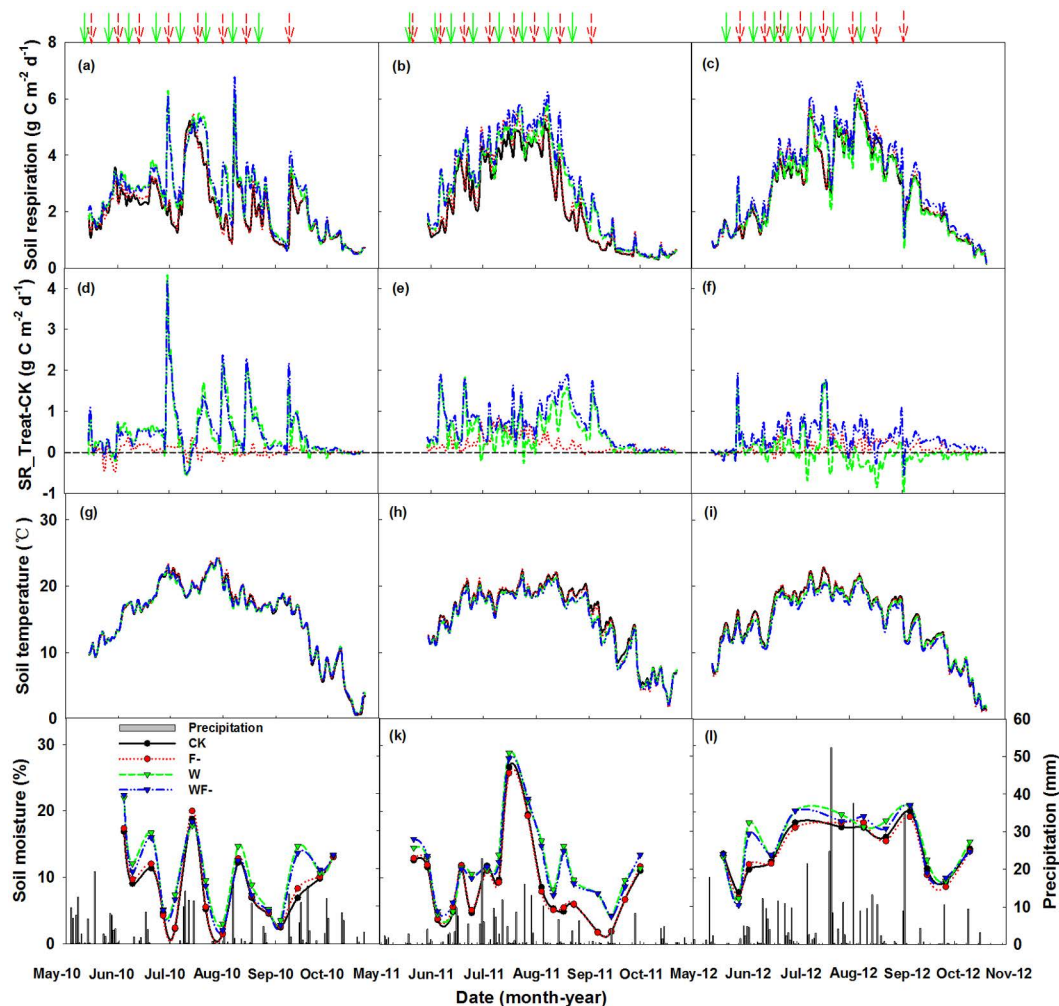 8
(a)
(b)
(c)
Soil respiration (g C m-2 d-1)
6
4
2
0
(d)
(e)
(f)
SR_Treat-CK (g C m-2 d-1)
4
3
2
1
0
-1
(g)
(h)
(i)
Soil temperature (℃)
30
20
10
0
Precipitation
CK
F-
W
WF-
(k)
(l)
Soil moisture (%)
30
20
10
0
60
50
40
30
20
10
0
Precipitation (mm)
May-10 Jun-10 Jul-10 Aug-10 Sep-10 Oct-10 May-11 Jun-11 Jul-11 Aug-11 Sep-11 Oct-11 May-12 Jun-12 Jul-12 Aug-12 Sep-12 Oct-12 Nov-12
Date (month-year)